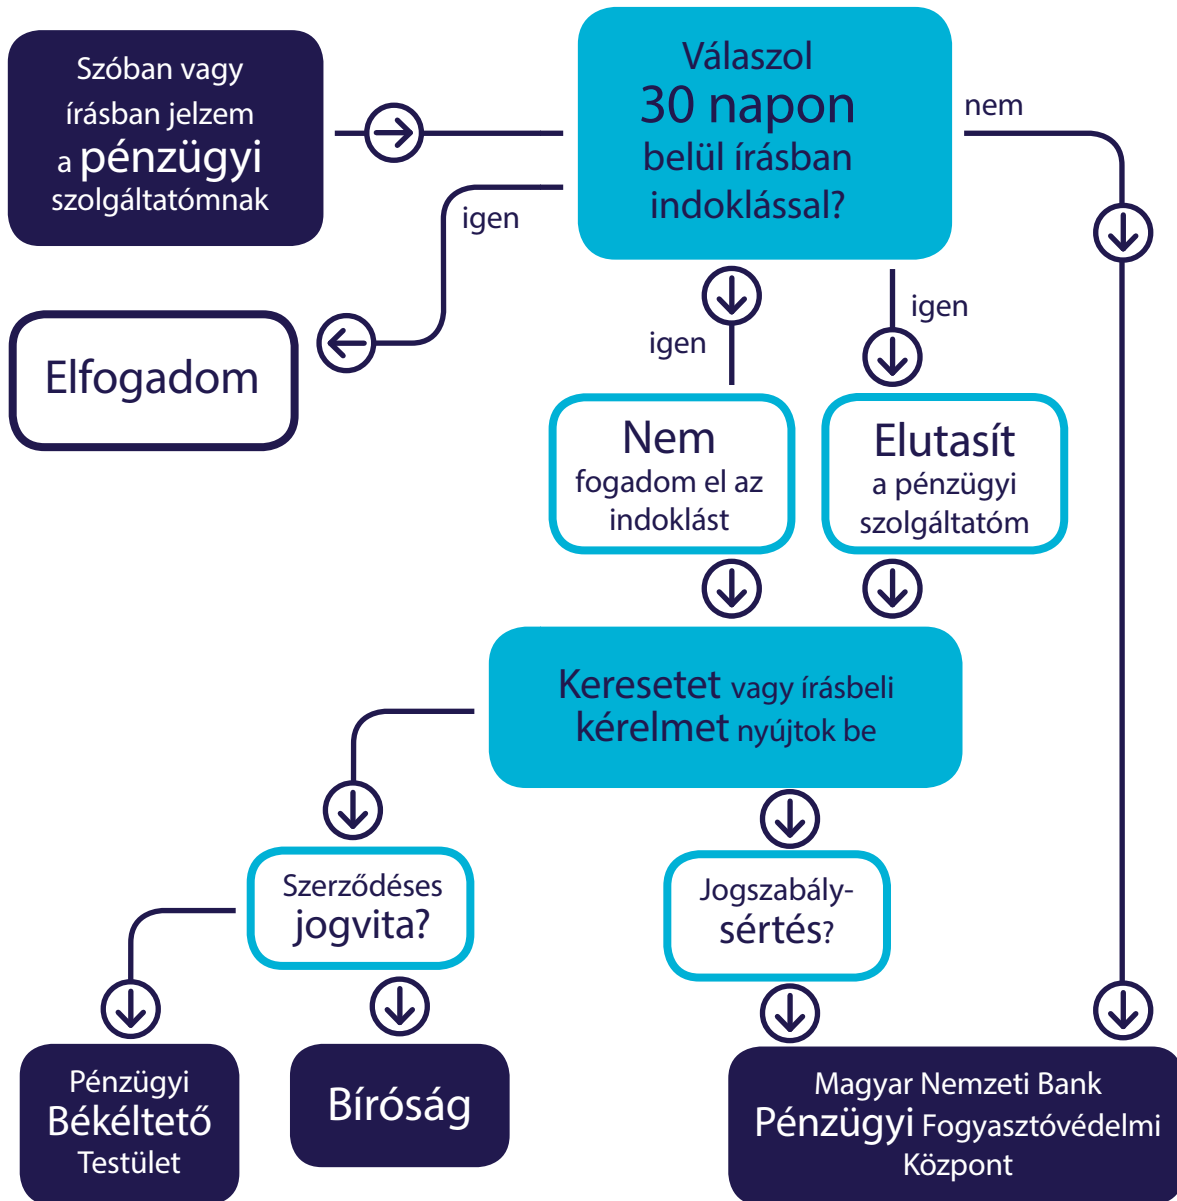 Szóban vagy
írásban jelzem
a pénzügyi
szolgáltatómnak
Válaszol
30 napon
belül írásban
indoklással?
nem
igen
Elfogadom
igen
igen
Nem
fogadom el az
indoklást
Elutasít
a pénzügyi
szolgáltatóm
Keresetet vagy írásbeli
kérelmet nyújtok be
Szerződéses
jogvita?
Jogszabály-
sértés?
Pénzügyi
Békéltető
Testület
Bíróság
Magyar Nemzeti Bank
Pénzügyi Fogyasztóvédelmi
Központ